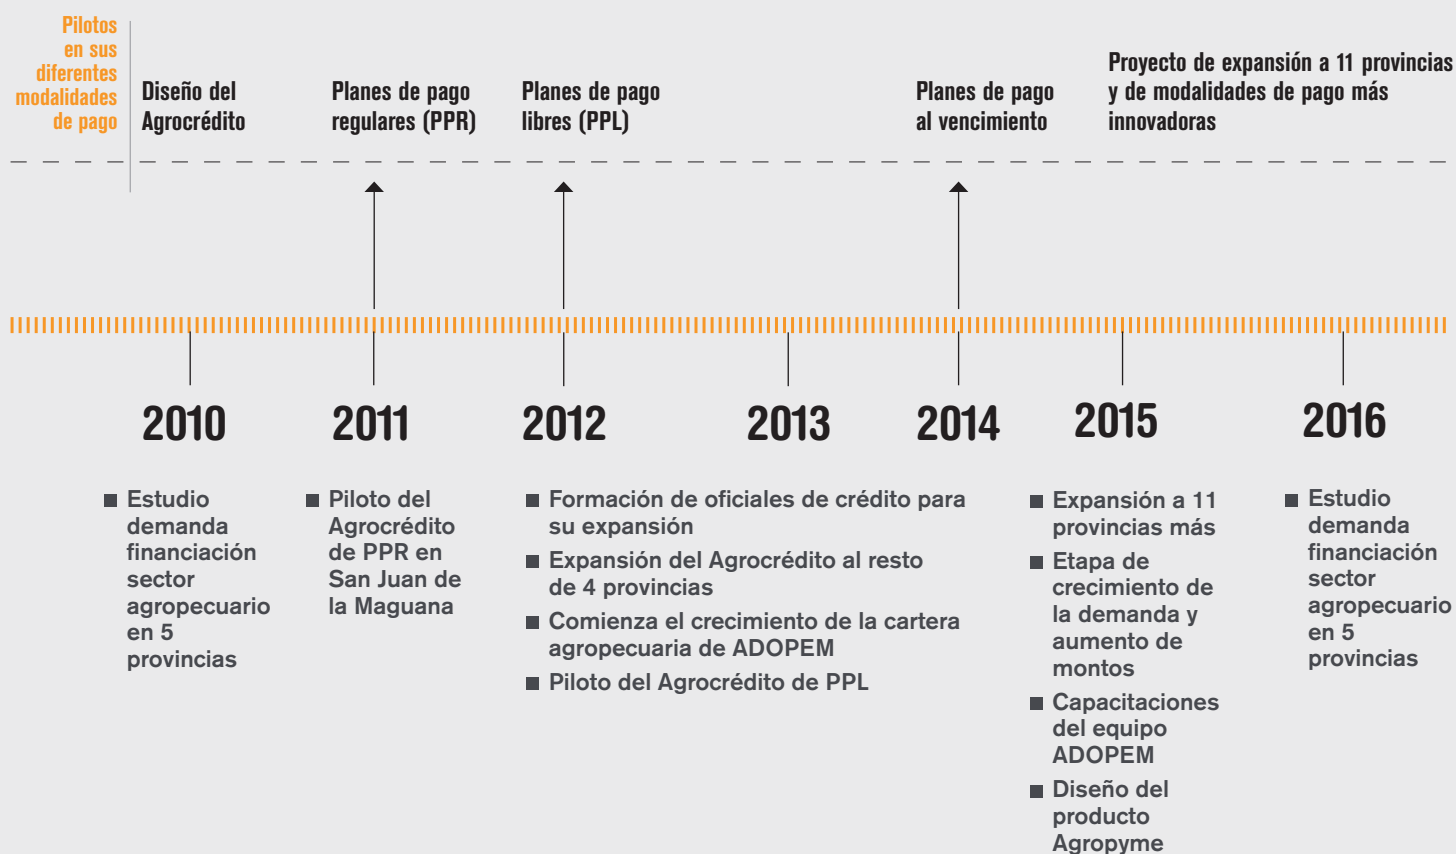 Pilotos
en sus
diferentes
modalidades
de pago
Diseño del
Agrocrédito
Planes de pago
regulares (PPR)
Planes de pago
libres (PPL)
Planes de pago
al vencimiento
Proyecto de expansión a 11 provincias
y de modalidades de pago más
innovadoras
2010
2011
2012
2013
2014
2015
2016
Estudio
demanda
financiación
sector
agropecuario
en 5
provincias
Piloto del
Agrocrédito
de PPR en
San Juan de
la Maguana
Formación de oficiales de crédito para
su expansión
Expansión del Agrocrédito al resto
de 4 provincias
Comienza el crecimiento de la cartera
agropecuaria de ADOPEM
Piloto del Agrocrédito de PPL
Expansión a 11
provincias más
Etapa de
crecimiento de
la demanda y
aumento de
montos
Capacitaciones
del equipo
ADOPEM
Diseño del
producto
Agropyme
Estudio
demanda
financiación
sector
agropecuario
en 5
provincias